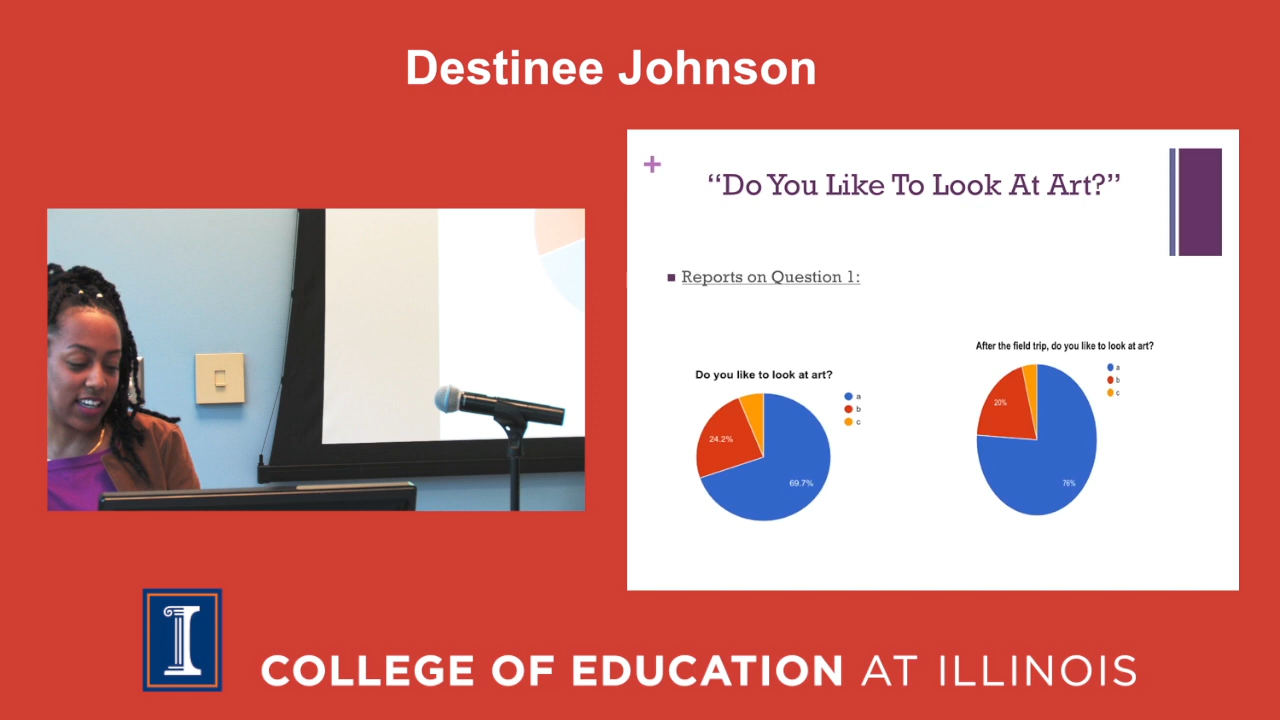 Destinee Johnson
+
“Do You Like To Look At Art?”
Reports on Question 1:
Do you like to look at art?
a
b
c
24.2%
69.7%
After the field trip, do you like to look at art?
a
b
c
20%
76%
I
COLLEGE OF EDUCATION AT ILLINOIS